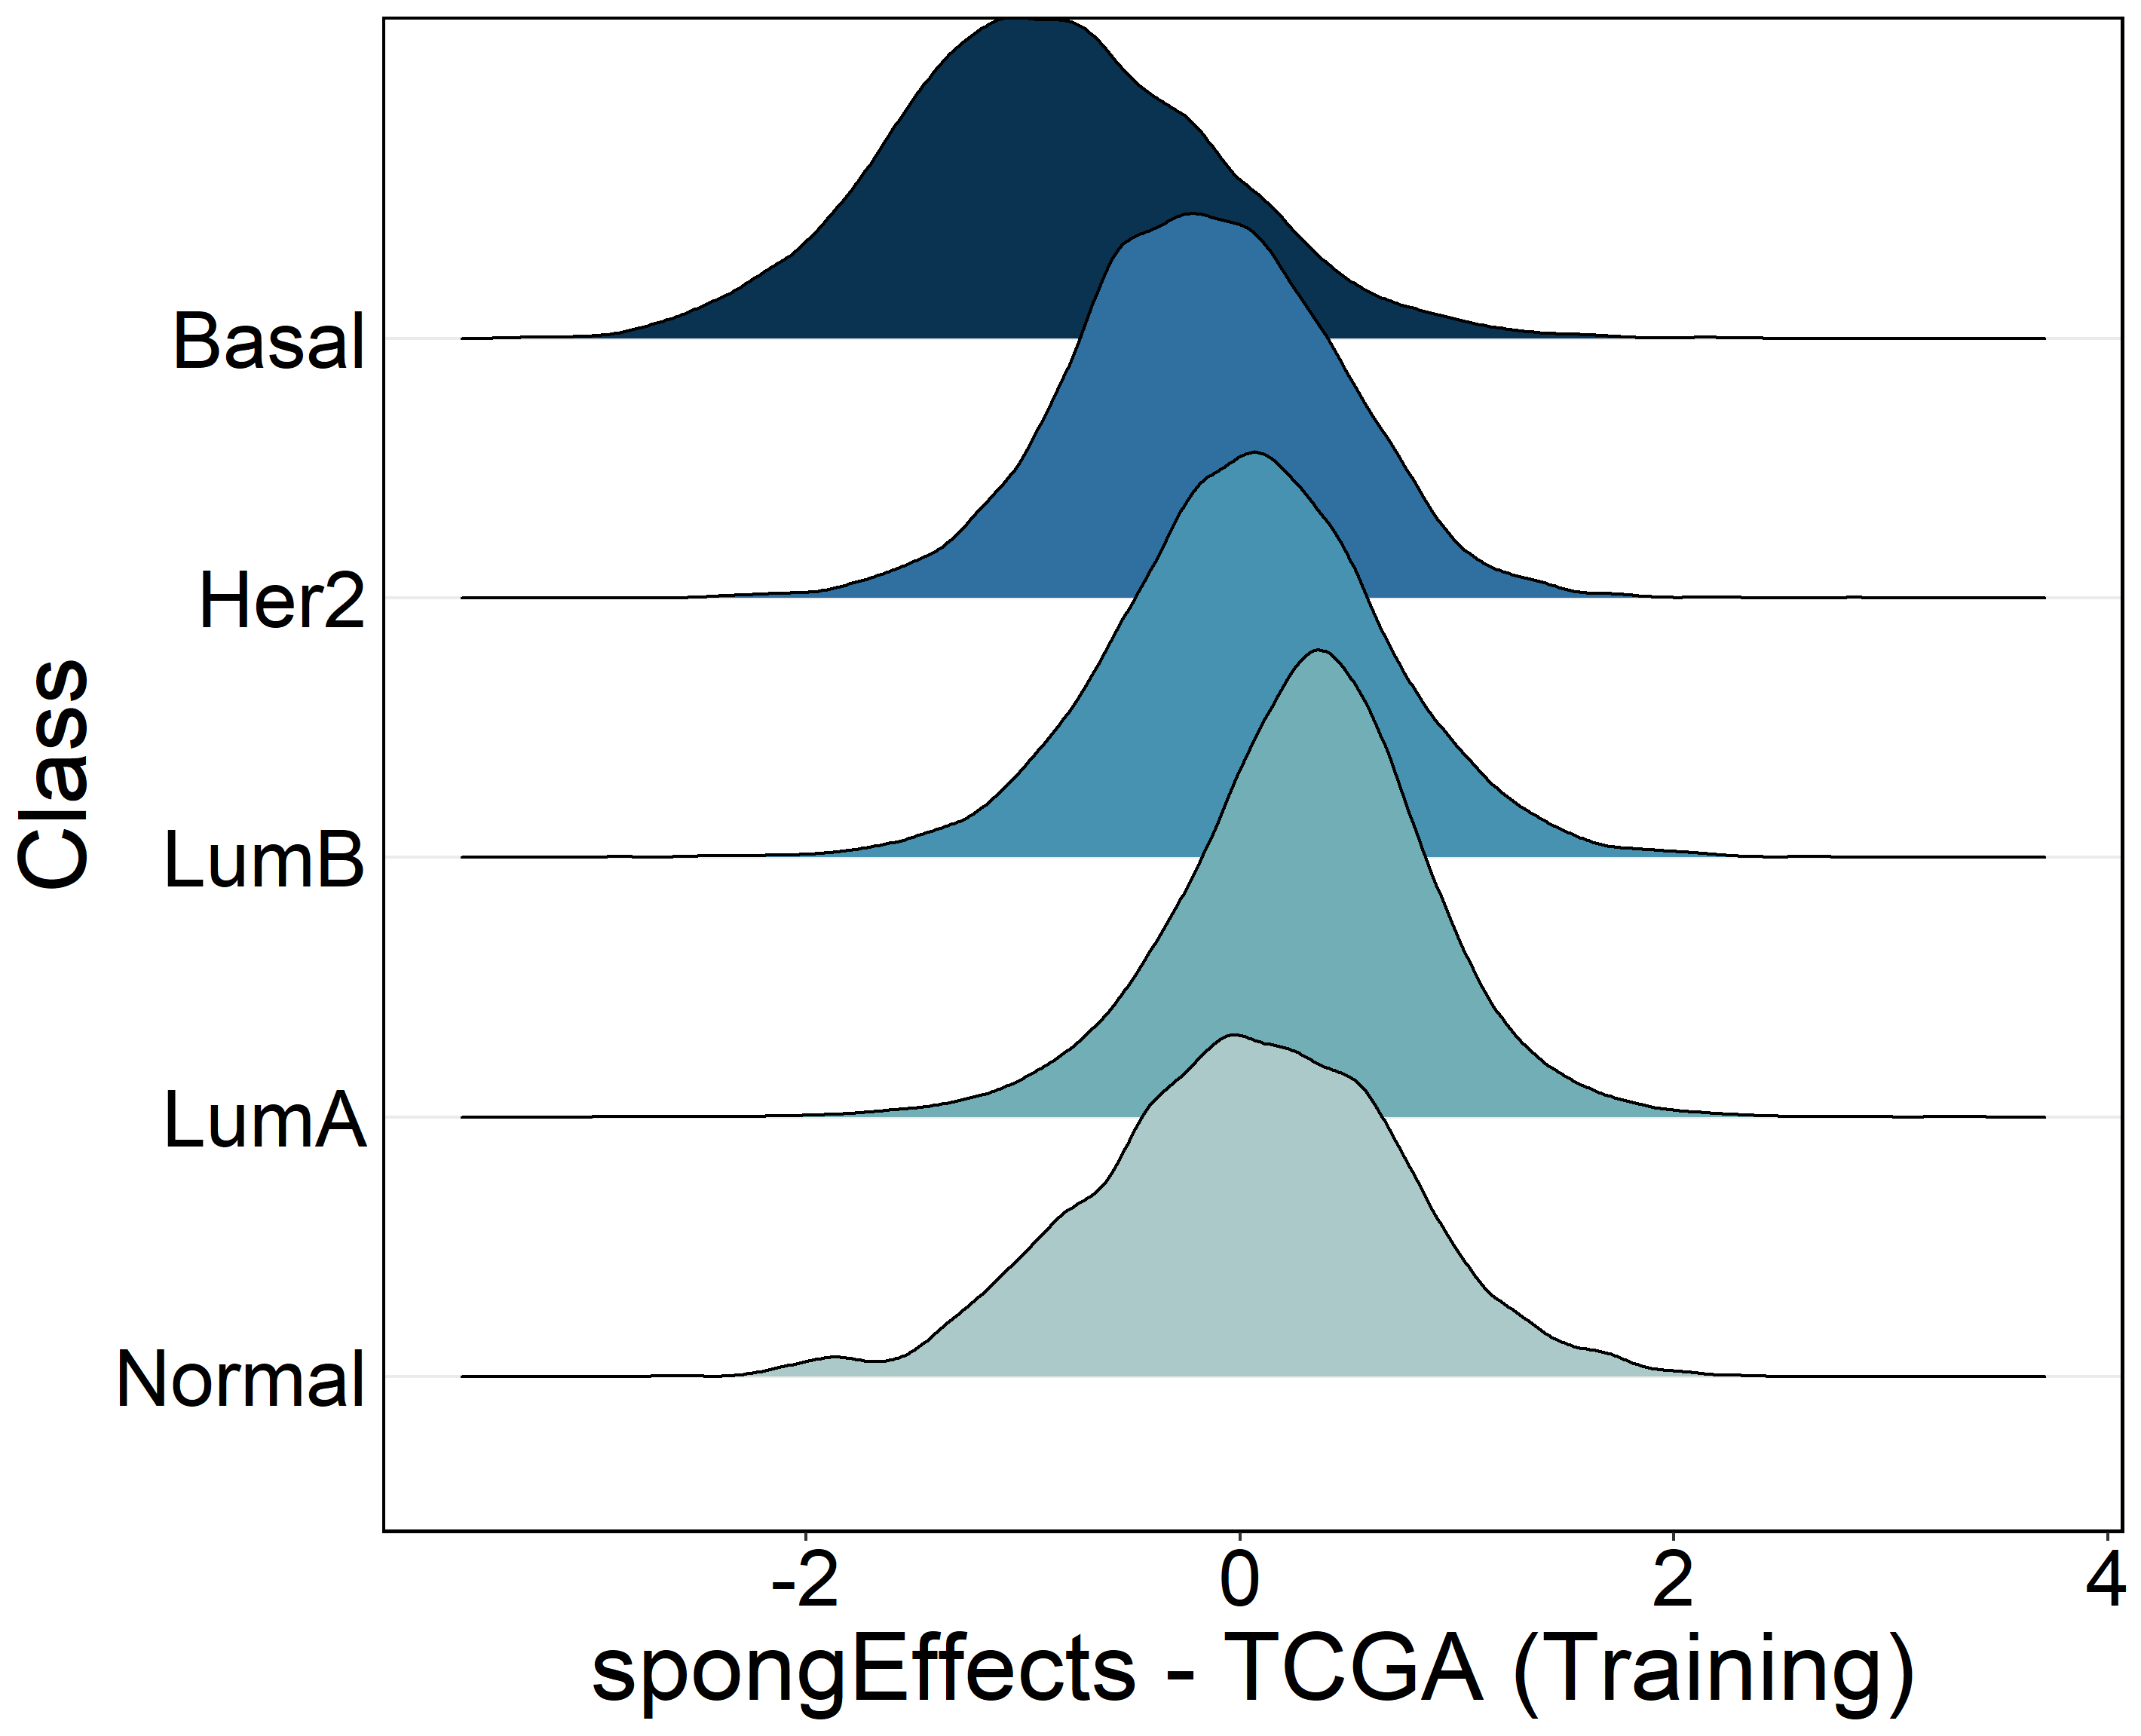 Class
Basal
Her2
LumB
LumA
Normal
-2 0 2 4
spongEffects - TCGA (Training)